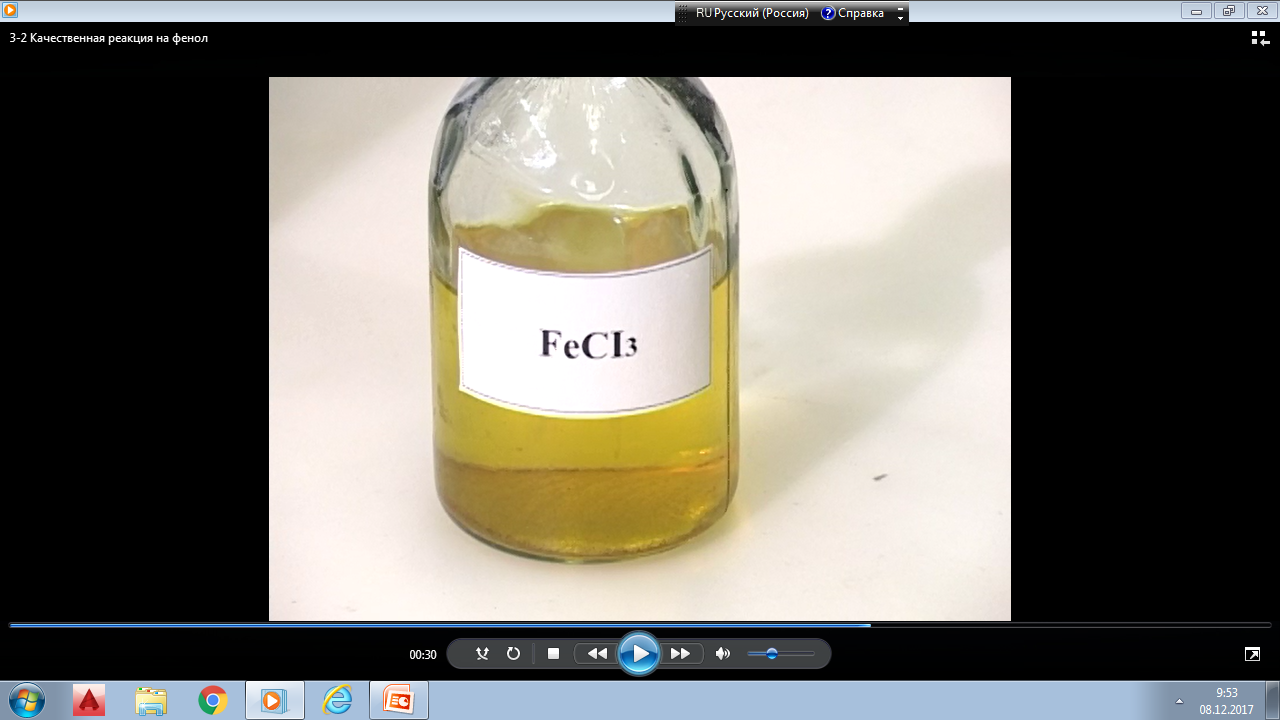 RU Русский (Россия) Справка
3-2 Качественная реакция на фенол
FeCl3
00:30
9:53
08.12.2017